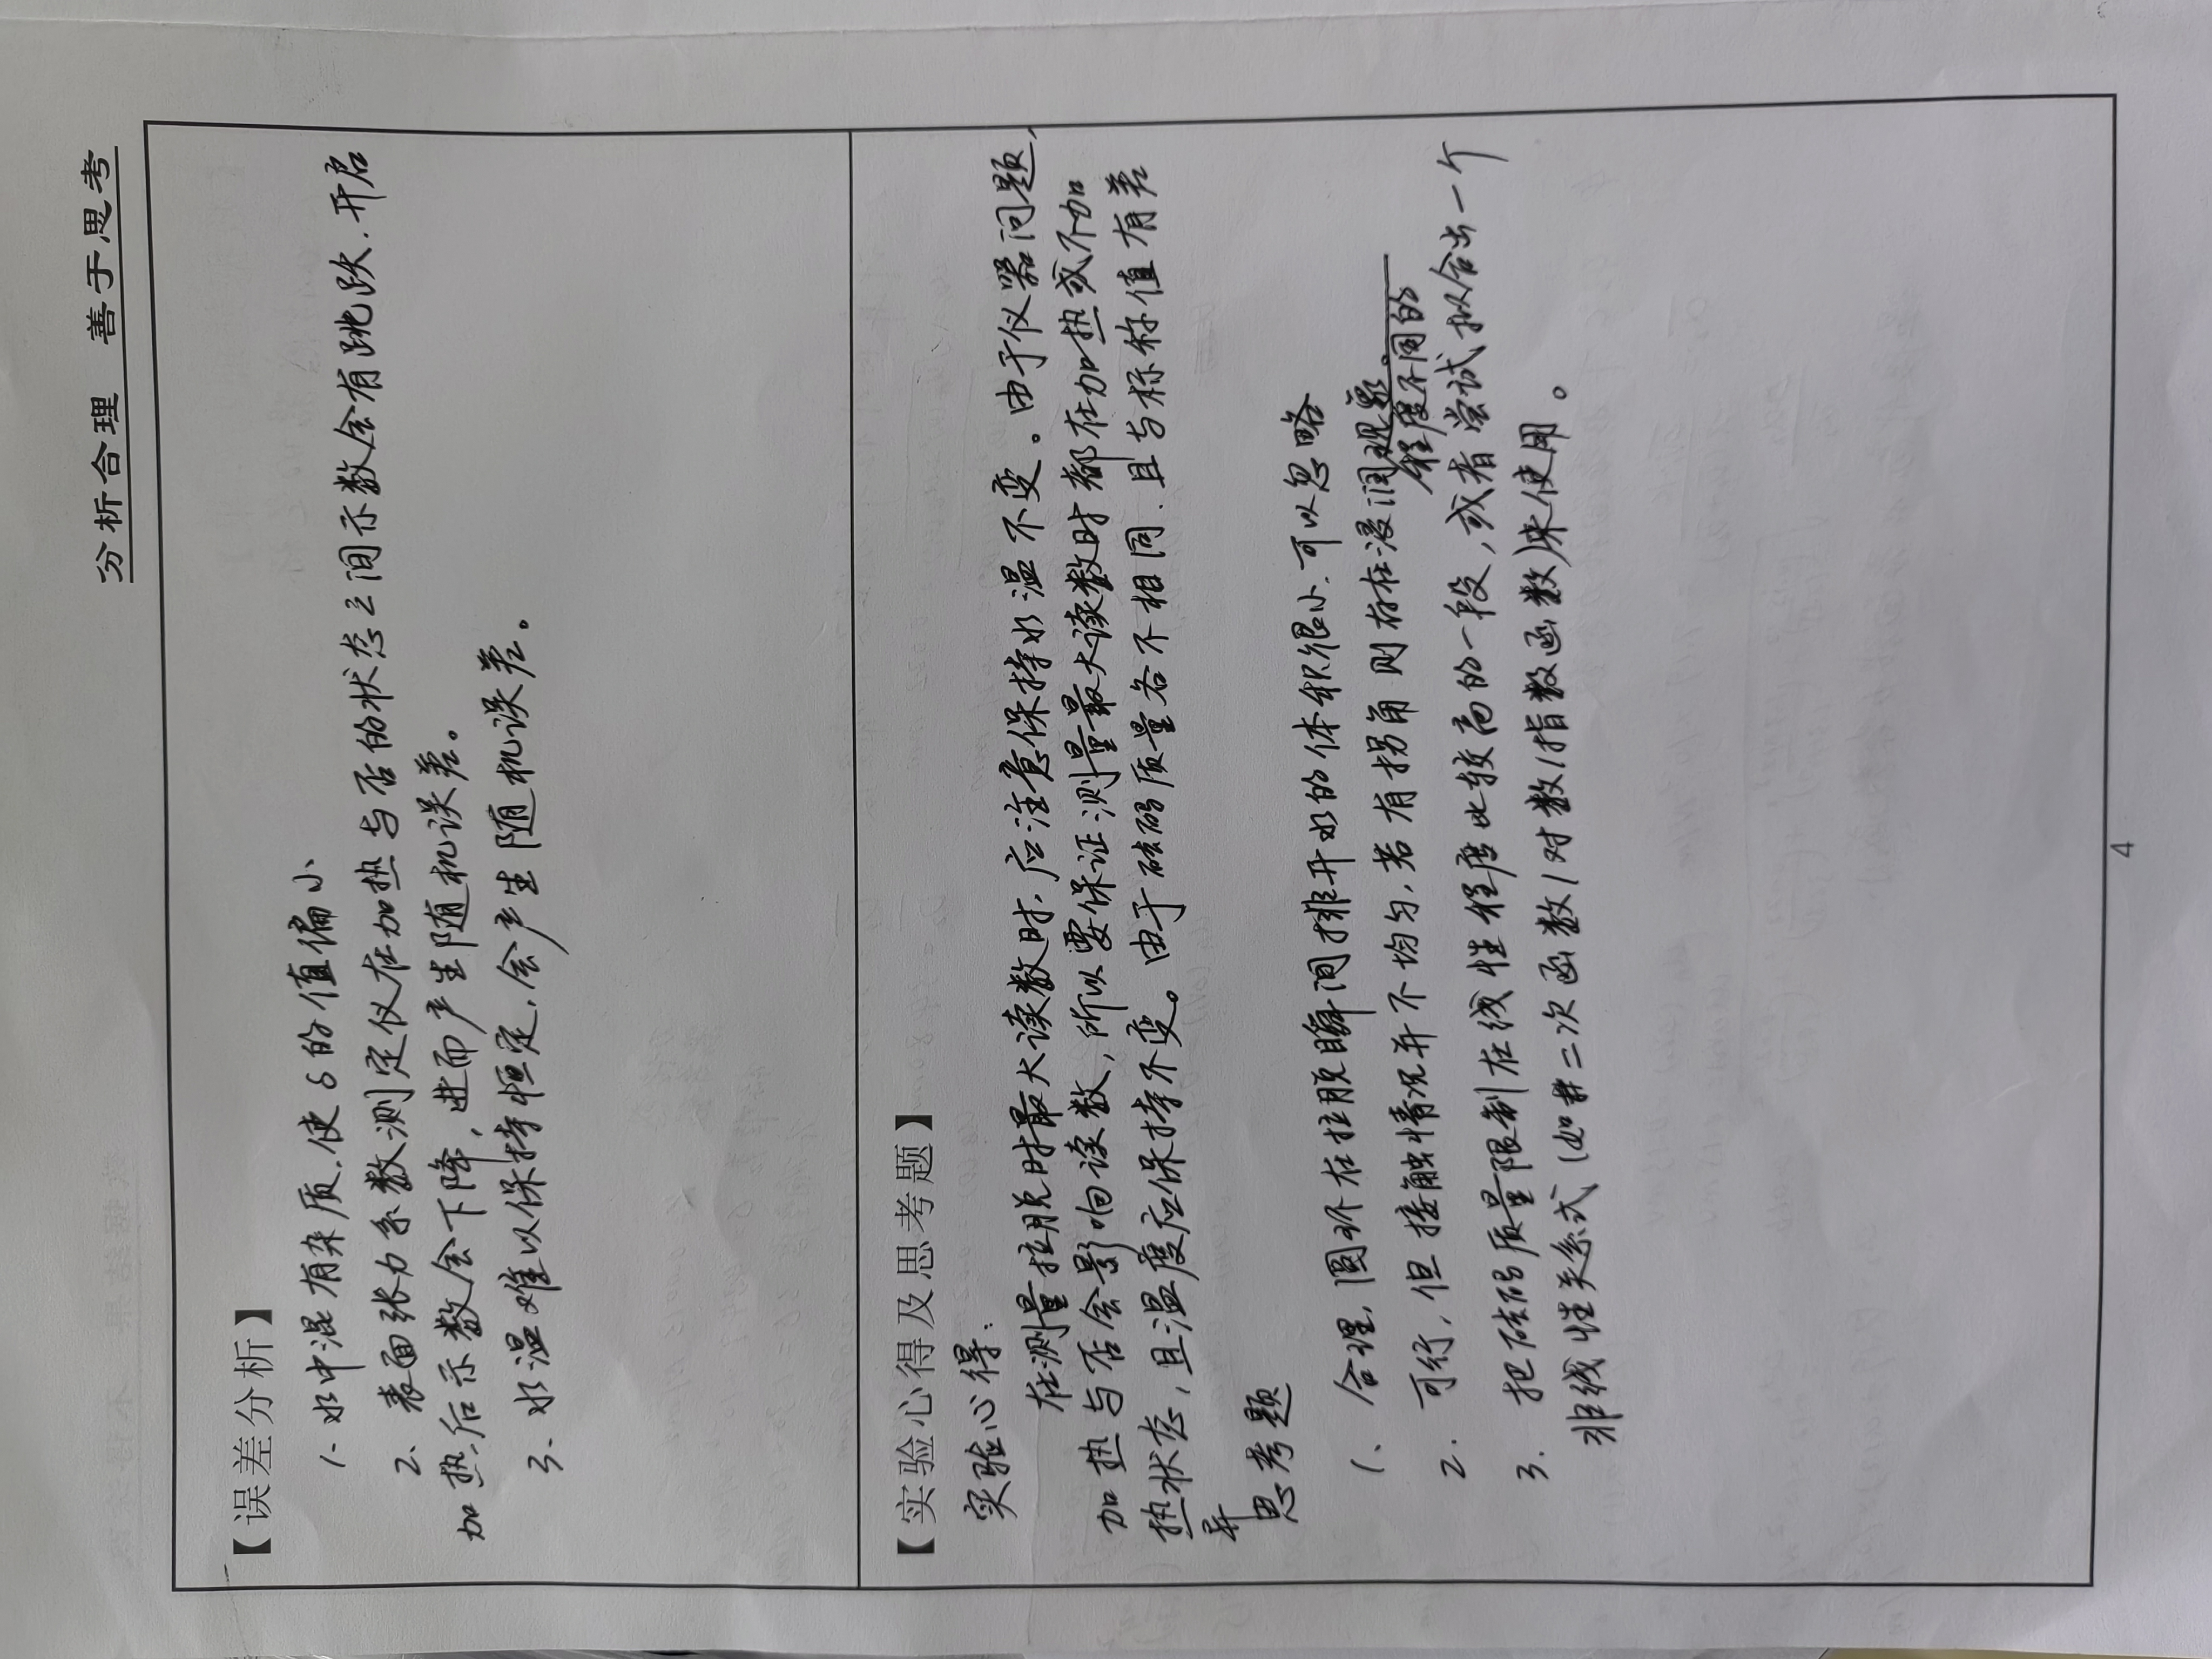 分析合理 善于思考
【误差分析】
1. 水中混有杂质,使δ的值偏小
2. 表面张力系数测定仪在加热与否的状态之间示数会有跳跃.开启
加热后示数会下降,进而产生随机误差。
3. 水温难以保持恒定,会产生随机误差。
【实验心得及思考题】
实验心得:
在测量拉脱时最大读数时,应注意保持水温不变。由于仪器问题,
加热与否会影响读数,所以要保证测量最大读数时都在加热或不加
热状态,且温度应保持不变。由于砝码质量各不相同.且与标称值有差
异
思考题
1、合理,圆环在拉脱瞬间排开水的体积很小.可以忽略
程度不同的
2. 可行,但接触情况并不均匀,若有拐角则存在浸润现象。
3. 把砝码质量限制在线性程度比较高的一段,或者尝试拟合出一个
非线性关系式(如二次函数/对数/指数函数)来使用。
4